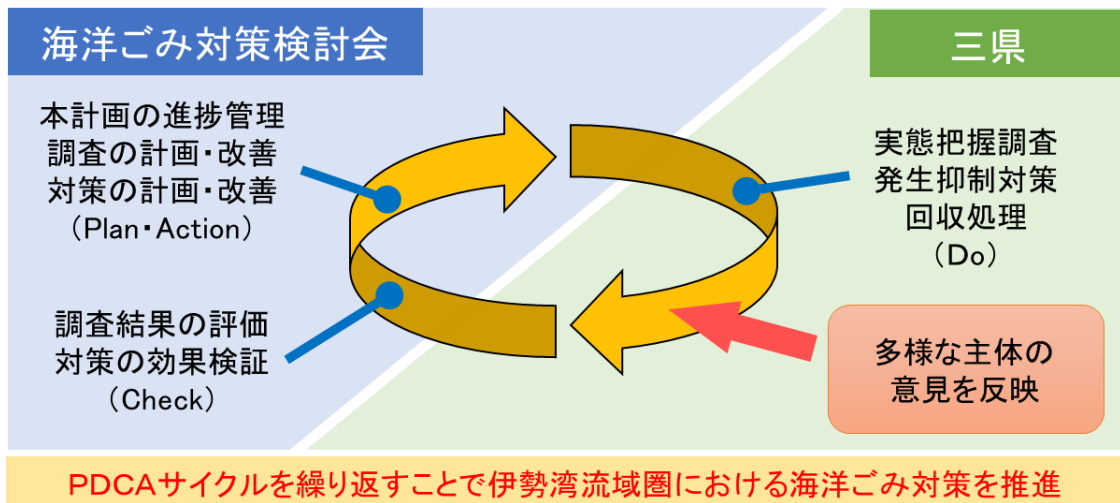 海洋ごみ対策検討会
本計画の進捗管理
調査の計画・改善
対策の計画・改善
（Plan・Action）
調査結果の評価
対策の効果検証
（Check）
三県
実態把握調査
発生抑制対策
回収処理
（Do）
多様な主体の
意見を反映
PDCAサイクルを繰り返すことで伊勢湾流域圏における海洋ごみ対策を推進